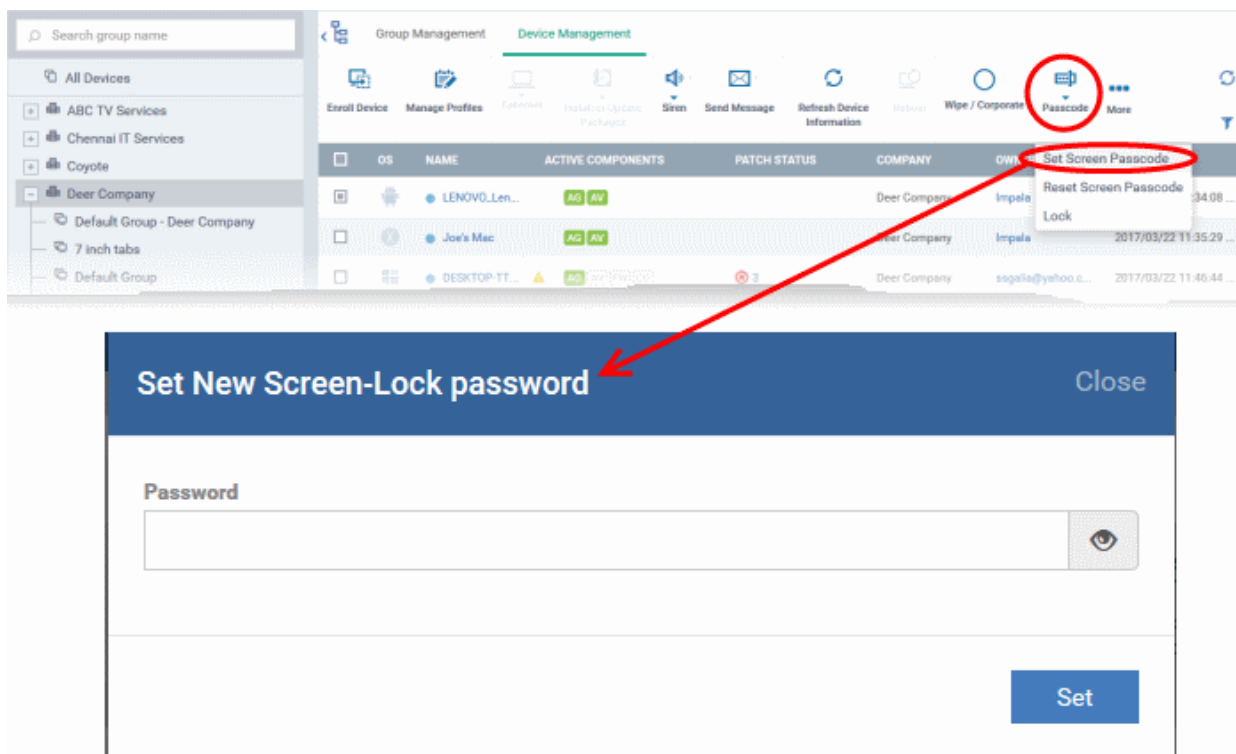 Search group name
Group Management Device Management
All Devices
ABC TV Services
Chennai IT Services
Coyote
Deer Company
Default Group - Deer Company
7 inch tabs
Default Group
Enroll Device Manage Profiles Siren Send Message Refresh Device Information Reboot Wipe / Corporate Passcode More
OS NAME ACTIVE COMPONENTS PATCH STATUS COMPANY
Set Screen Passcode
Reset Screen Passcode
Lock
LENOVO_Len... AG AV Deer Company Impala :34:08 ...
Joe's Mac AG AV Deer Company Impala 2017/03/22 11:35:29 ...
DESKTOP-TT... AG 3 Deer Company 2017/03/22 11:46:44 ...
Set New Screen-Lock password
Close
Password
Set